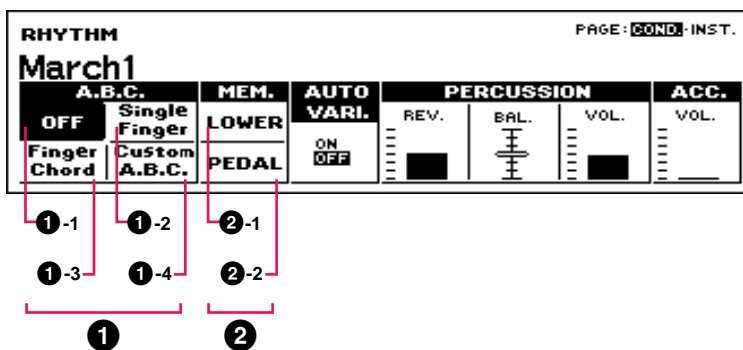 RHYTHM PAGE: COND.·INST.
March1
A.B.C. MEM. AUTO VARI. PERCUSSION ACC.
OFF Single Finger LOWER ON OFF REV. BAL. VOL. VOL.
Finger Chord Custom A.B.C. PEDAL
1-1 1-2 2-1
1-3 1-4 2-2
1 2